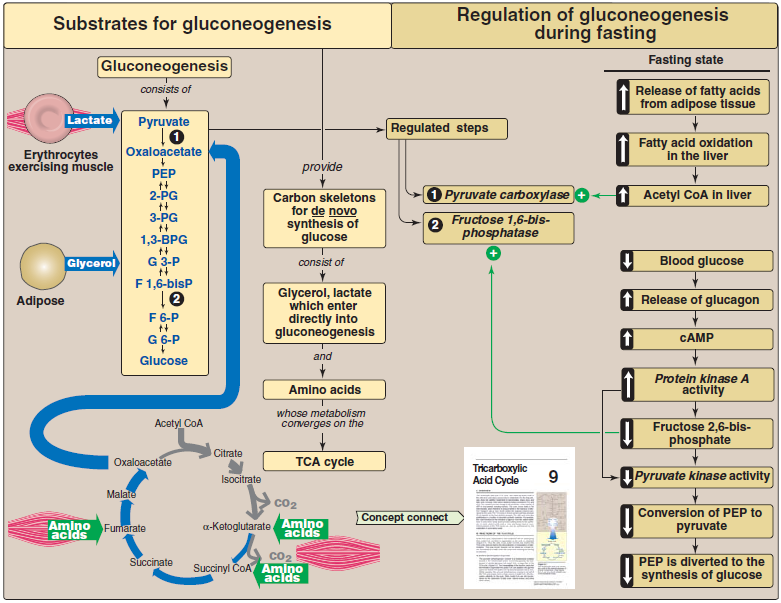 Substrates for gluconeogenesis
Regulation of gluconeogenesis
during fasting
Gluconeogenesis
consists of
Lactate
Erythrocytes
exercising muscle
Glycerol
Adipose
Pyruvate
1
Oxaloacetate
PEP
2-PG
3-PG
1,3-BPG
G 3-P
F 1,6-bisP
2
F 6-P
G 6-P
Glucose
provide
Carbon skeletons
for de novo
synthesis of
glucose
consist of
Glycerol, lactate
which enter
directly into
gluconeogenesis
and
Amino acids
whose metabolism
converges on the
TCA cycle
Regulated steps
1 Pyruvate carboxylase
+
2 Fructose 1,6-bis-
phosphatase
+
Fasting state
Release of fatty acids
from adipose tissue
Fatty acid oxidation
in the liver
Acetyl CoA in liver
Blood glucose
Release of glucagon
cAMP
Protein kinase A
activity
Fructose 2,6-bis-
phosphate
Pyruvate kinase activity
Conversion of PEP to
pyruvate
PEP is diverted to the
synthesis of glucose
Acetyl CoA
Oxaloacetate
Citrate
Isocitrate
CO2
α-Ketoglutarate
Amino
acids
CO2
Succinyl CoA
Amino
acids
Succinate
Fumarate
Amino
acids
Malate
Concept connect
Tricarboxylic
Acid Cycle
9